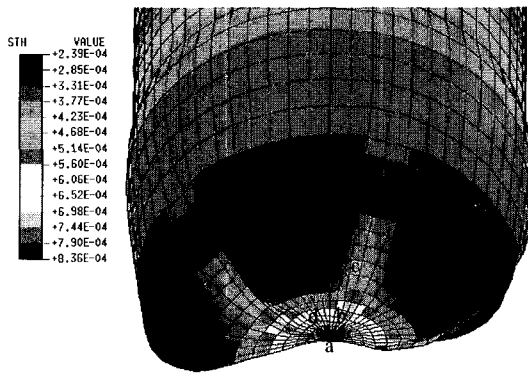 STH VALUE
+2.39E-04
+2.85E-04
+3.31E-04
+3.77E-04
+4.23E-04
+4.68E-04
+5.14E-04
+5.60E-04
+6.06E-04
+6.52E-04
+6.98E-04
+7.44E-04
+7.90E-04
+8.36E-04
c
d b
a